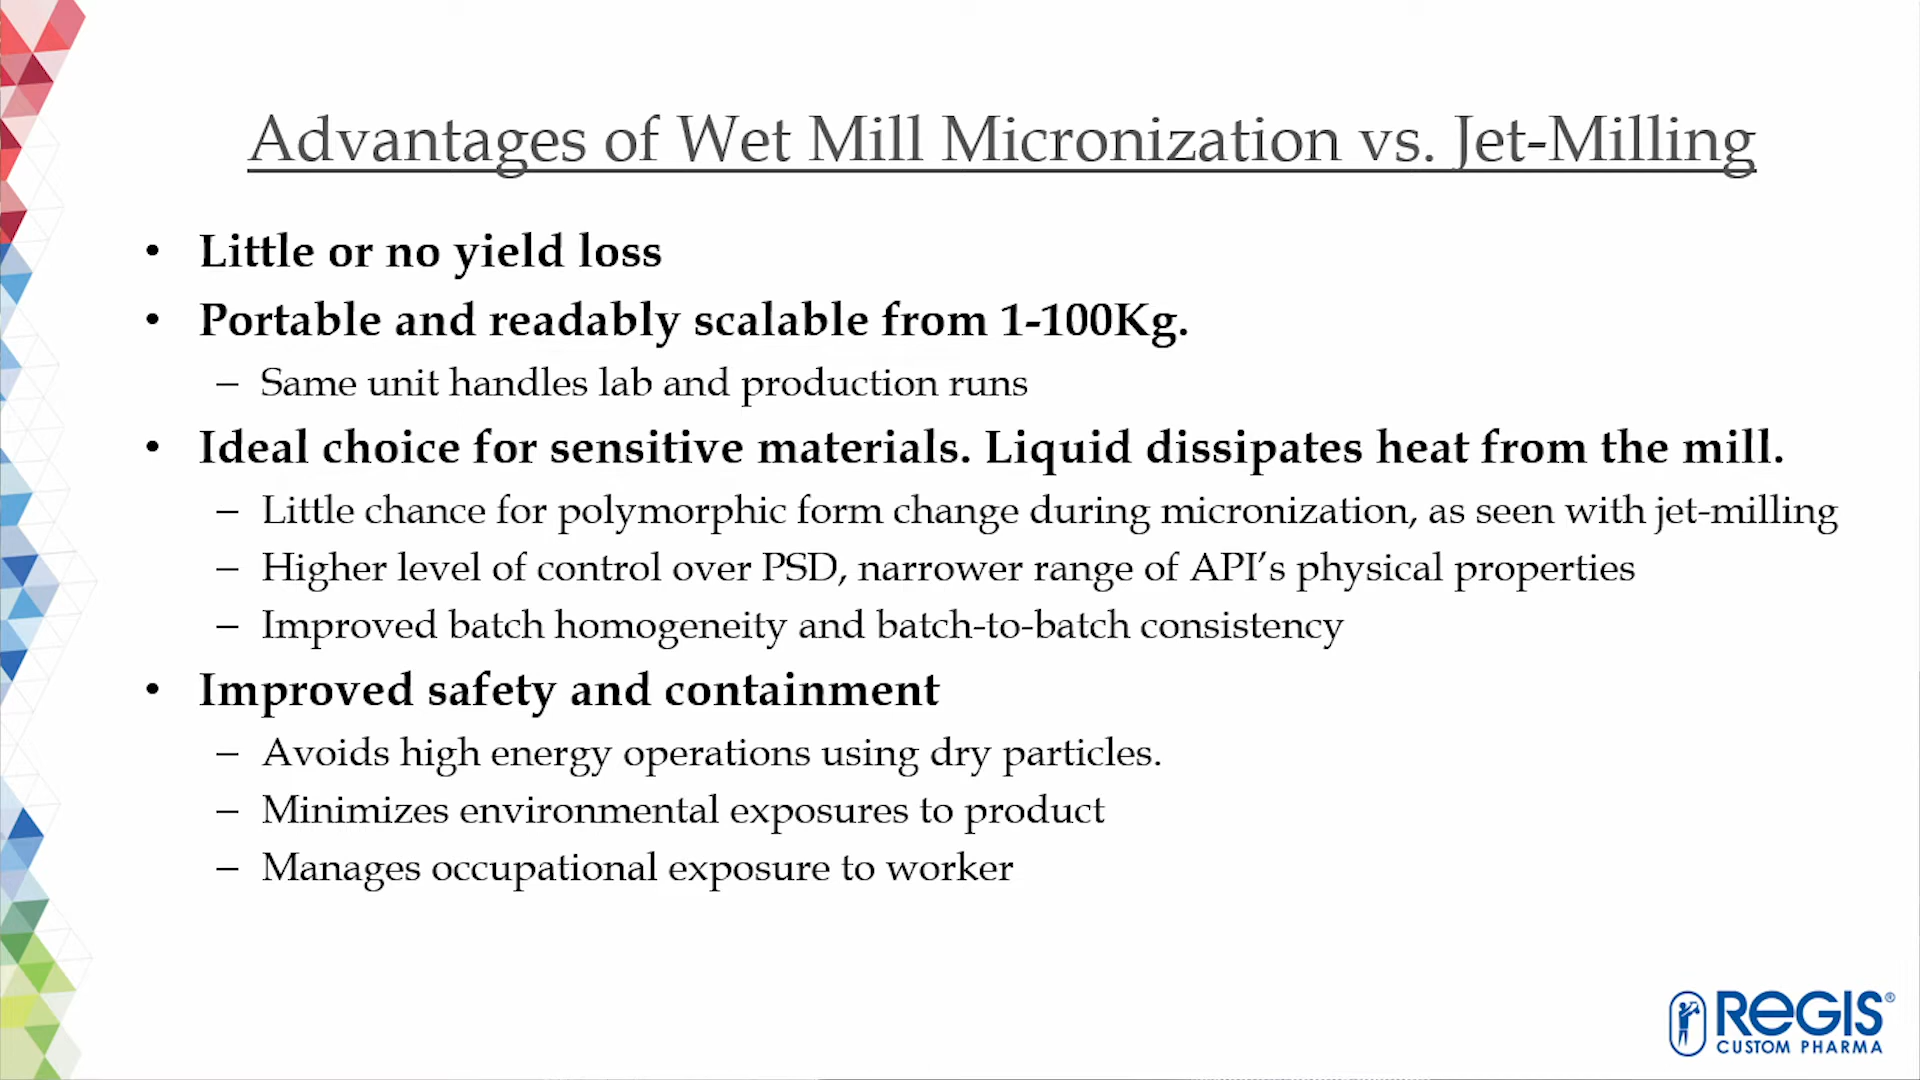 Advantages of Wet Mill Micronization vs. Jet-Milling
• Little or no yield loss
• Portable and readably scalable from 1-100Kg.
– Same unit handles lab and production runs
• Ideal choice for sensitive materials. Liquid dissipates heat from the mill.
– Little chance for polymorphic form change during micronization, as seen with jet-milling
– Higher level of control over PSD, narrower range of API’s physical properties
– Improved batch homogeneity and batch-to-batch consistency
• Improved safety and containment
– Avoids high energy operations using dry particles.
– Minimizes environmental exposures to product
– Manages occupational exposure to worker
REGIS®
CUSTOM PHARMA